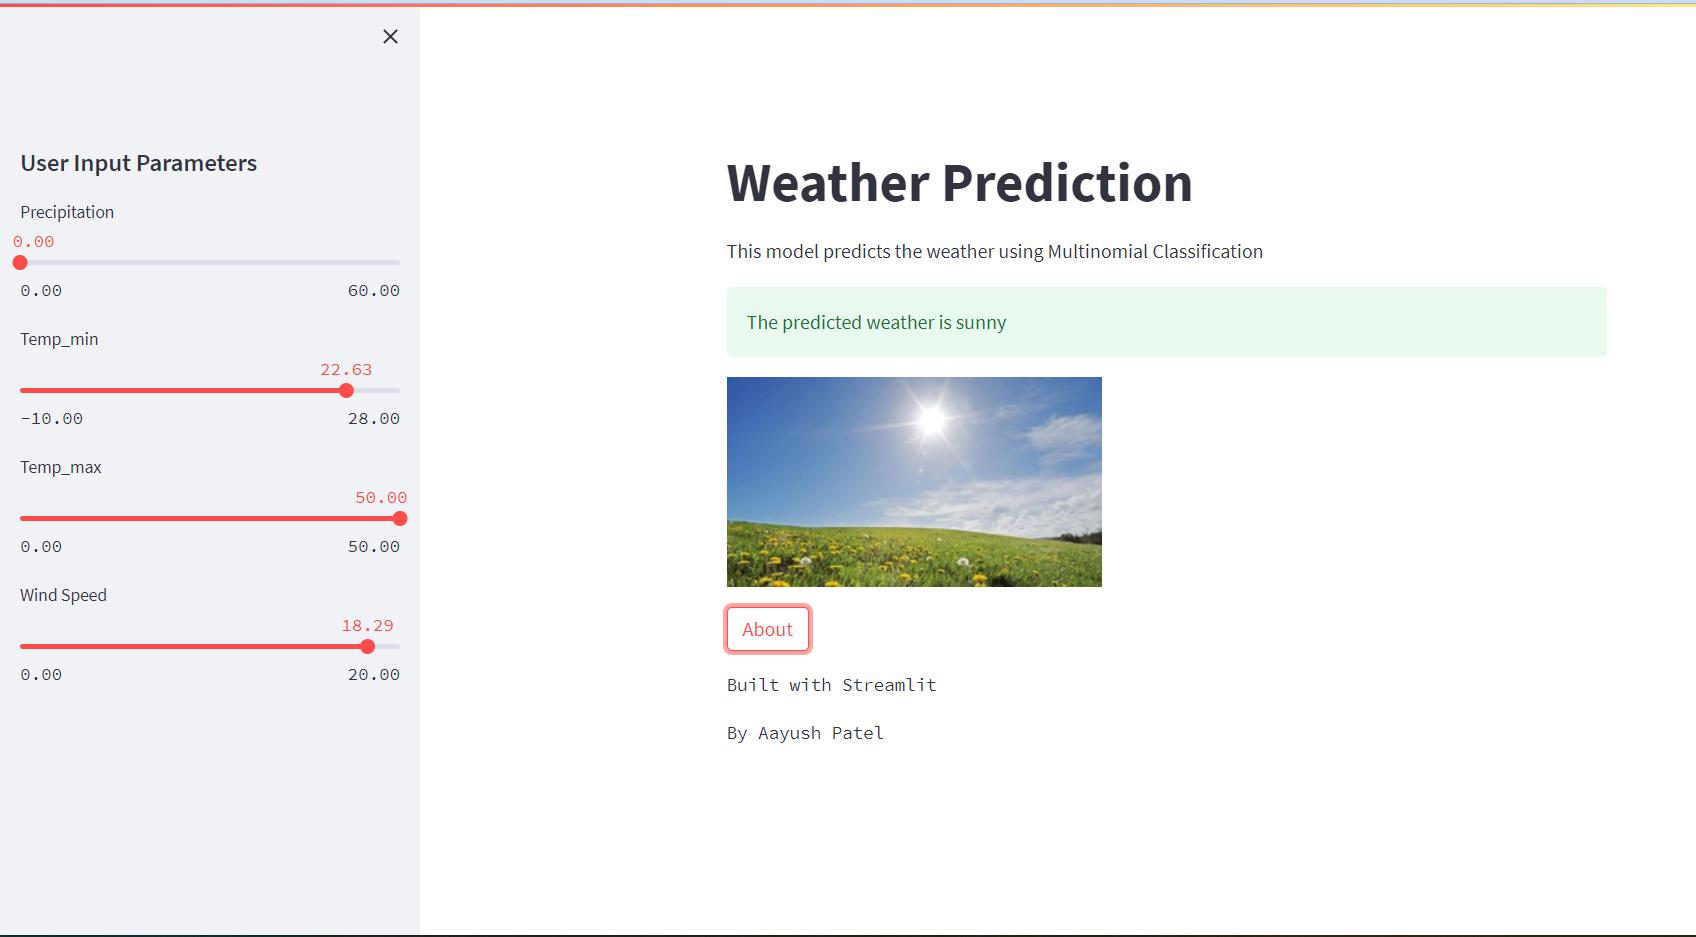 User Input Parameters
Precipitation
0.00
0.00 60.00
Temp_min
22.63
-10.00 28.00
Temp_max
50.00
0.00 50.00
Wind Speed
18.29
0.00 20.00
Weather Prediction
This model predicts the weather using Multinomial Classification
The predicted weather is sunny
About
Built with Streamlit
By Aayush Patel